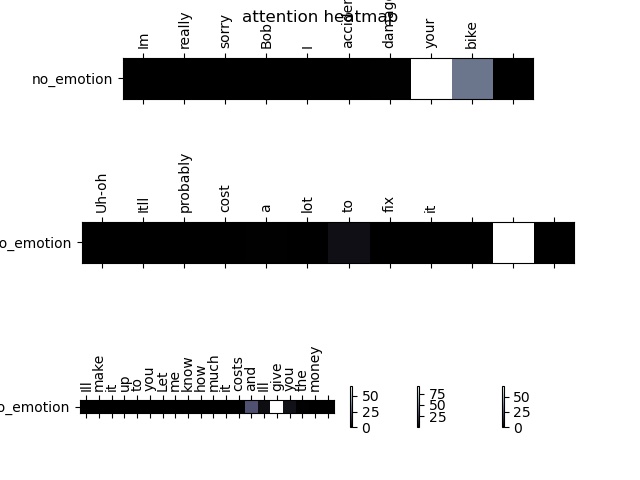 attention heatmap
Im really sorry Bob I your bike
no_emotion
Uh-oh Itll probably cost a lot to fix it
o_emotion
Ill make it up to you Let me know how much it costs and Ill give you the money
o_emotion
50 25 0
75 50 25
50 25 0